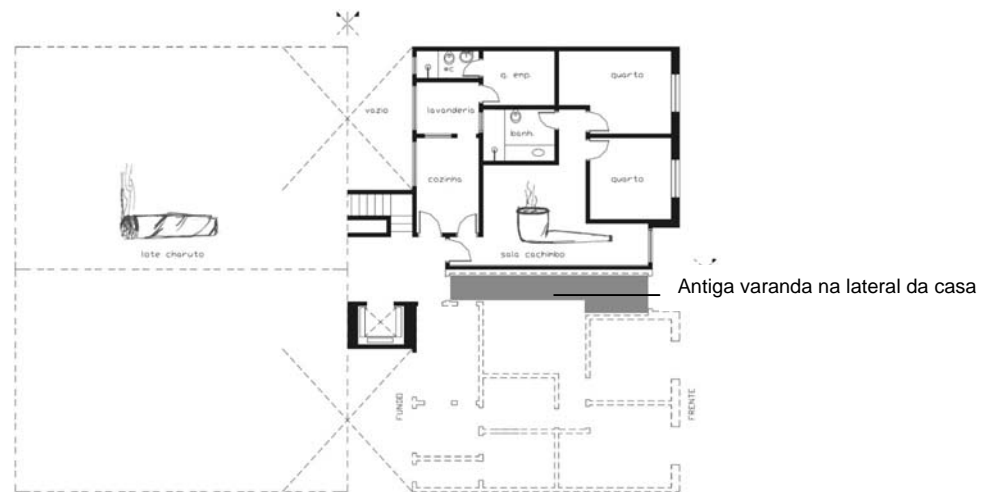 wc
q. emp.
quarto
vazio
lavanderia
banh.
cozinha
quarto
lote charuto
sala cachimbo
Antiga varanda na lateral da casa
FUNDO
FRENTE